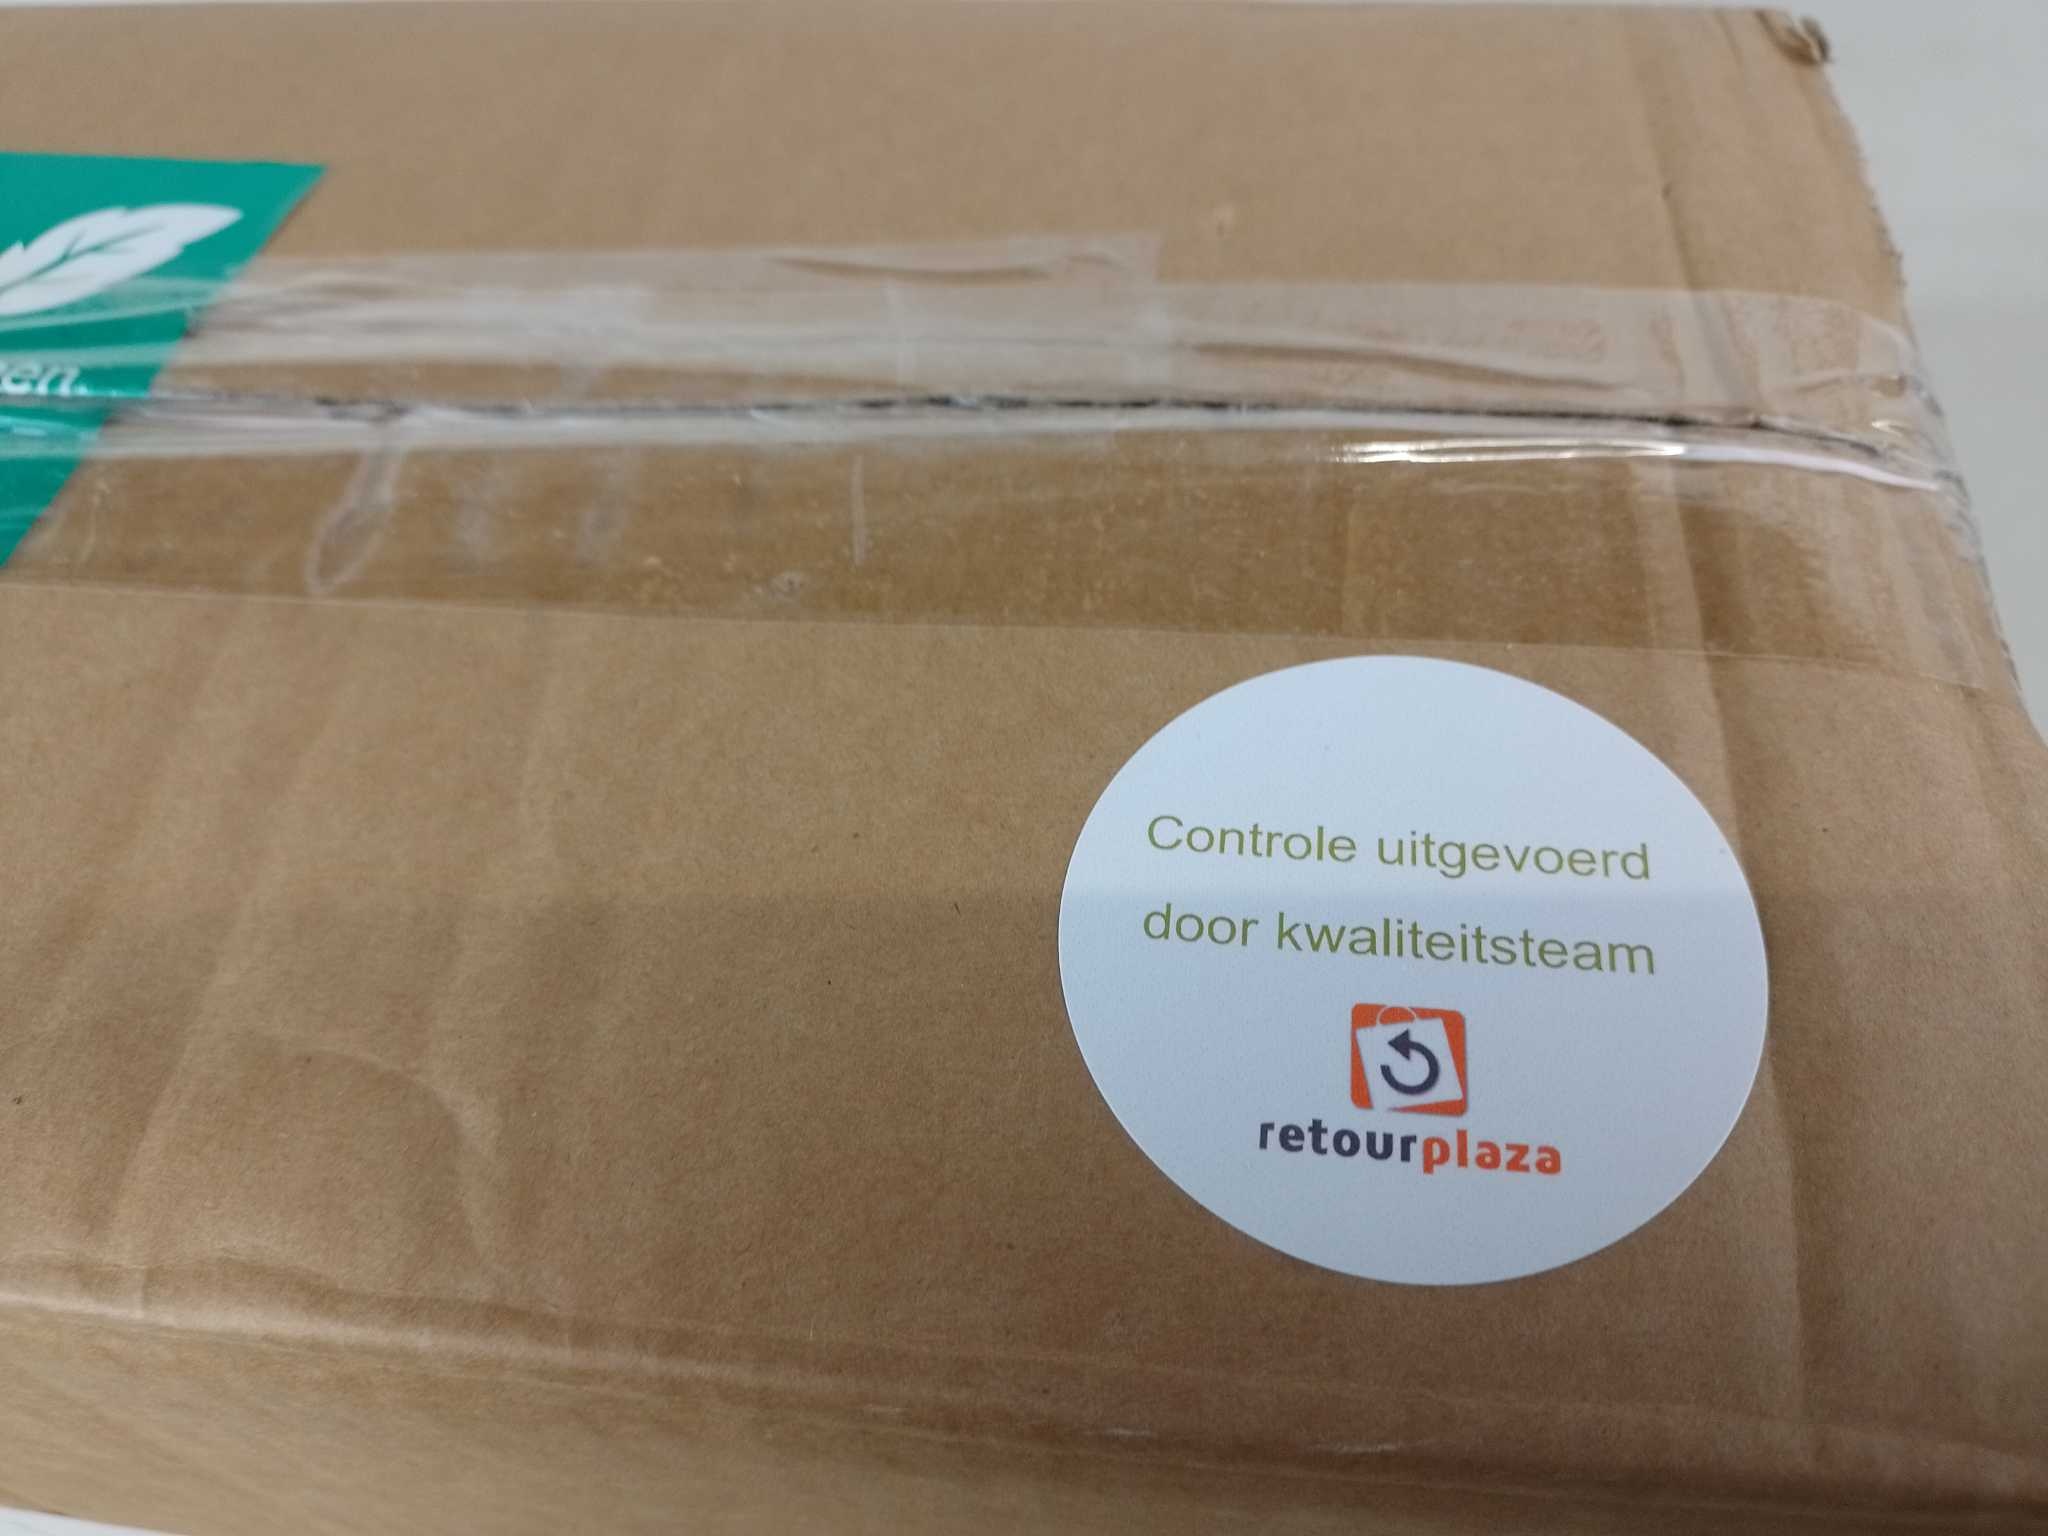 Controle uitgevoerd
door kwaliteitsteam
retourplaza